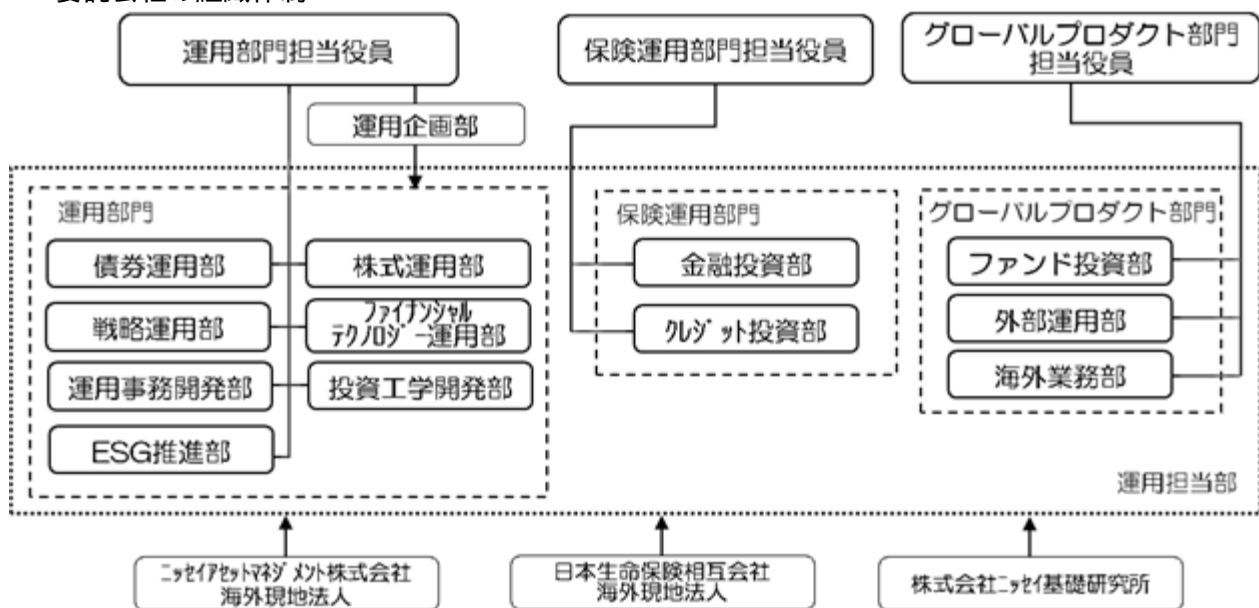 運用部門担当役員
保険運用部門担当役員
グローバルプロダクト部門
担当役員
運用企画部
運用部門
債券運用部
株式運用部
戦略運用部
ファイナンシャル
テクノロジー運用部
運用事務開発部
投資工学開発部
ESG推進部
保険運用部門
金融投資部
クレジット投資部
グローバルプロダクト部門
ファンド投資部
外部運用部
海外業務部
運用担当部
ニッセイアセットマネジメント株式会社
海外現地法人
日本生命保険相互会社
海外現地法人
株式会社ニッセイ基礎研究所